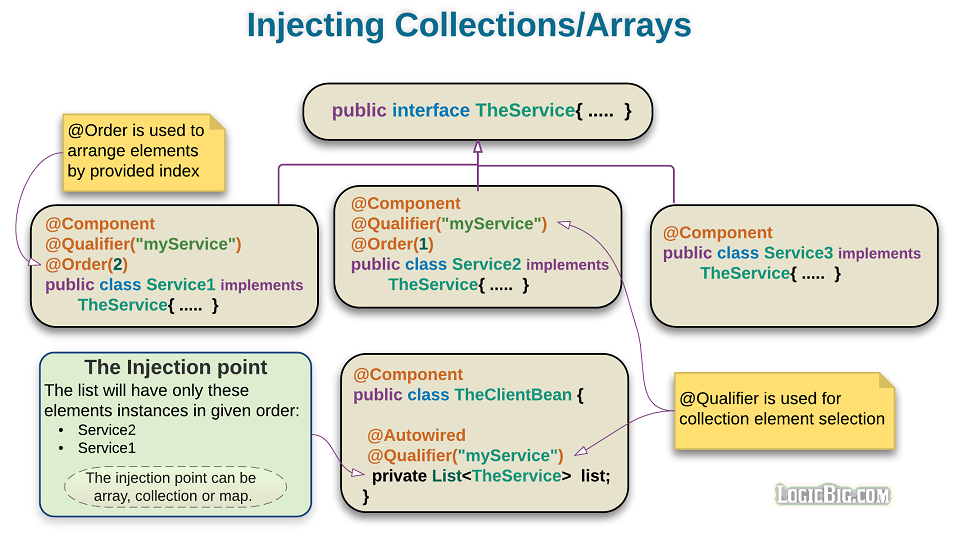 Injecting Collections/Arrays
public interface TheService{ ..... }
@Order is used to
arrange elements
by provided index
@Component
@Qualifier("myService")
@Order(2)
public class Service1 implements
TheService{ ..... }
@Component
@Qualifier("myService")
@Order(1)
public class Service2 implements
TheService{ ..... }
@Component
public class Service3 implements
TheService{ ..... }
The Injection point
The list will have only these
elements instances in given order:
• Service2
• Service1
The injection point can be
array, collection or map.
@Component
public class TheClientBean {
@Autowired
@Qualifier("myService")
private List<TheService> list;
}
@Qualifier is used for
collection element selection
LogicBig.com